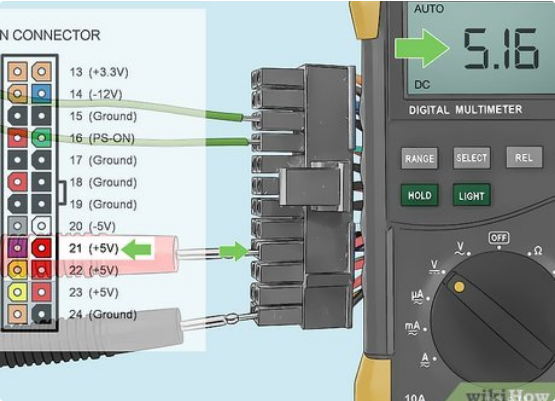 N CONNECTOR
13 (+3.3V)
14 (-12V)
15 (Ground)
16 (PS-ON)
17 (Ground)
18 (Ground)
19 (Ground)
20 (-5V)
21 (+5V)
22 (+5V)
23 (+5V)
24 (Ground)
AUTO
5.16
DC
DIGITAL MULTIMETER
RANGE
SELECT
REL
HOLD
LIGHT
OFF
V
Ω
V
µA
mA
A
10A
wikiHow